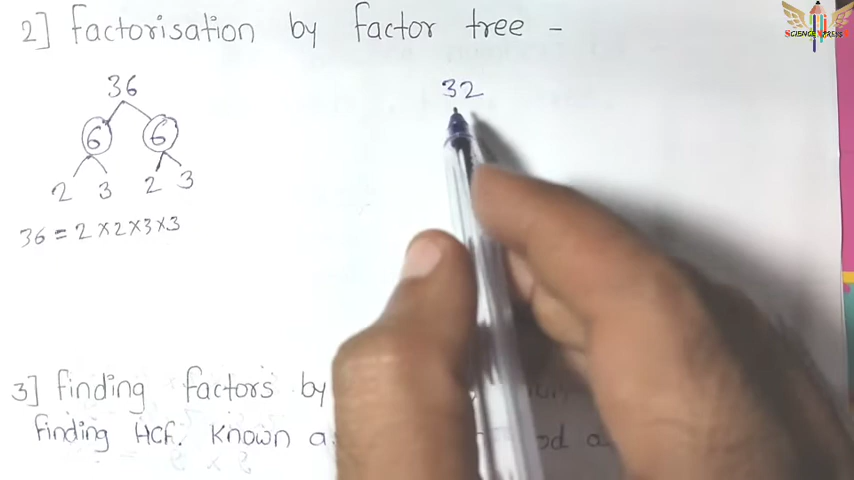 2] Factorisation by Factor tree -
36
6 6
2 3 2 3
36 = 2 × 2 × 3 × 3
32
3] Finding Factors by
Finding HCF. Known
SCIENCEXPRESS